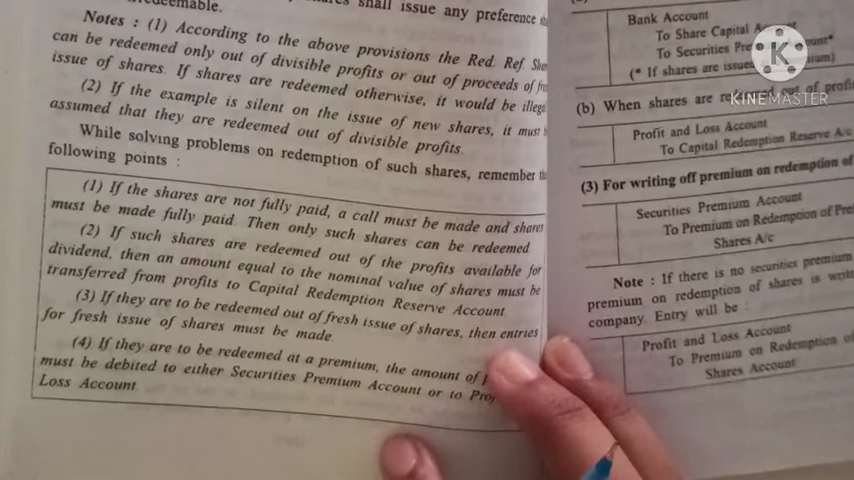 redeemable. shares shall issue any preference
Notes : (1) According to the above provisions the Red. Ref.
can be redeemed only out of divisible profits or out of proceeds of
issue of shares. If shares are redeemed otherwise, it would be
(2) If the example is silent on the issue of new shares, it must
assumed that they are redeemed out of divisible profits.
While solving problems on redemption of such shares, remember
following points :
(1) If the shares are not fully paid, a call must be made and shares
must be made fully paid. Then only such shares can be redeemed
(2) If such shares are redeemed out of the profits available for
dividend, then an amount equal to the nominal value of shares must be
transferred from profits to Capital Redemption Reserve Account
(3) If they are to be redeemed out of fresh issue of shares, then entries
for fresh issue of shares must be made
(4) If they are to be redeemed at a premium, the amount of
must be debited to either Securities Premium Account or to
Loss Account
Bank Account
To Share Capital
To Securities
(* If shares are issued
(b) When shares are out of
Profit and Loss Account
To Capital Redemption Reserve A/c
(3) For writing off premium on redemption of
Securities Premium Account
To Premium on Redemption of
Shares A/c
Note : If there is no securities premium
premium on redemption of shares is
company. Entry will be :
Profit and Loss Account
To Premium on Redemption of
Shares Account
K
KINEMASTER